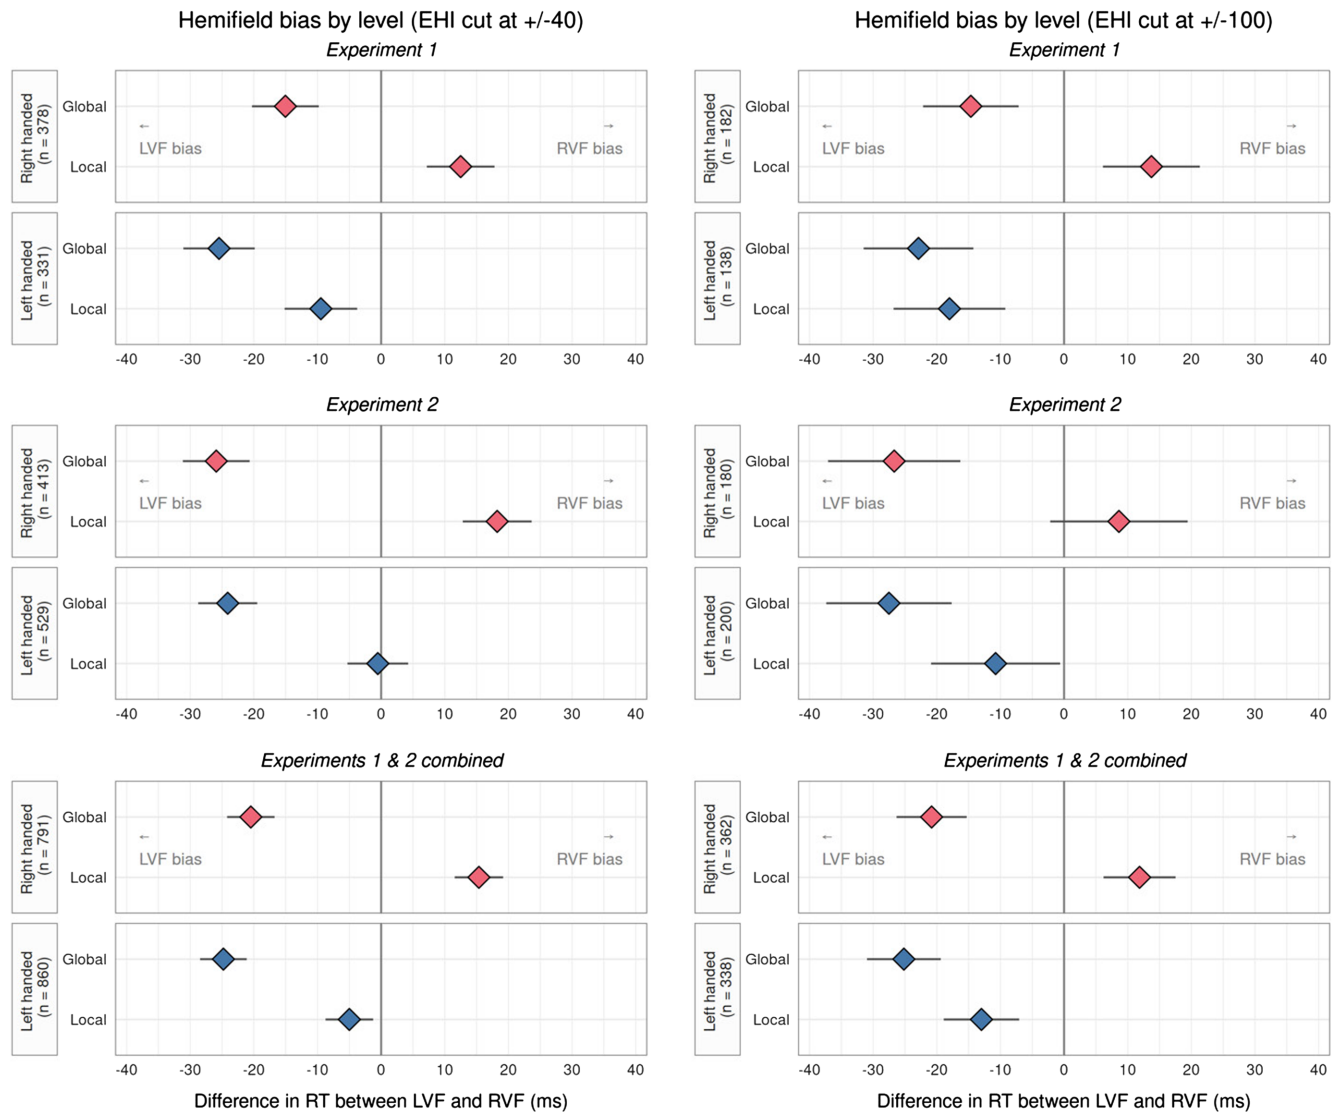 Hemifield bias by level (EHI cut at +/-40)
Experiment 1
Right handed
(n = 378)
Global
Local
←
LVF bias
→
RVF bias
Left handed
(n = 331)
Global
Local
-40 -30 -20 -10 0 10 20 30 40
Experiment 2
Right handed
(n = 413)
Global
Local
←
LVF bias
→
RVF bias
Left handed
(n = 529)
Global
Local
-40 -30 -20 -10 0 10 20 30 40
Experiments 1 & 2 combined
Right handed
(n = 791)
Global
Local
←
LVF bias
→
RVF bias
Left handed
(n = 860)
Global
Local
-40 -30 -20 -10 0 10 20 30 40
Difference in RT between LVF and RVF (ms)
Hemifield bias by level (EHI cut at +/-100)
Experiment 1
Right handed
(n = 182)
Global
Local
←
LVF bias
→
RVF bias
Left handed
(n = 138)
Global
Local
-40 -30 -20 -10 0 10 20 30 40
Experiment 2
Right handed
(n = 180)
Global
Local
←
LVF bias
→
RVF bias
Left handed
(n = 200)
Global
Local
-40 -30 -20 -10 0 10 20 30 40
Experiments 1 & 2 combined
Right handed
(n = 362)
Global
Local
←
LVF bias
→
RVF bias
Left handed
(n = 338)
Global
Local
-40 -30 -20 -10 0 10 20 30 40
Difference in RT between LVF and RVF (ms)